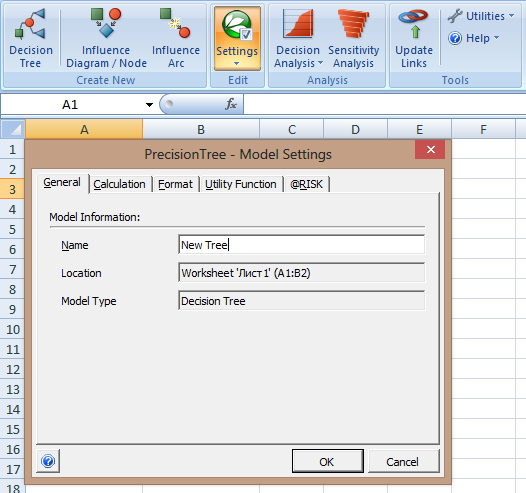 Decision Tree
Influence Diagram / Node
Influence Arc
Create New
Settings
Edit
Decision Analysis
Sensitivity Analysis
Analysis
Update Links
Utilities
Help
Tools
A1
fx
A B C D E F
1
2
3
4
5
6
7
8
9
10
11
12
13
14
15
16
17
18
PrecisionTree - Model Settings
General Calculation Format Utility Function @RISK
Model Information:
Name New Tree
Location Worksheet 'Лист1' (A1:B2)
Model Type Decision Tree
OK Cancel